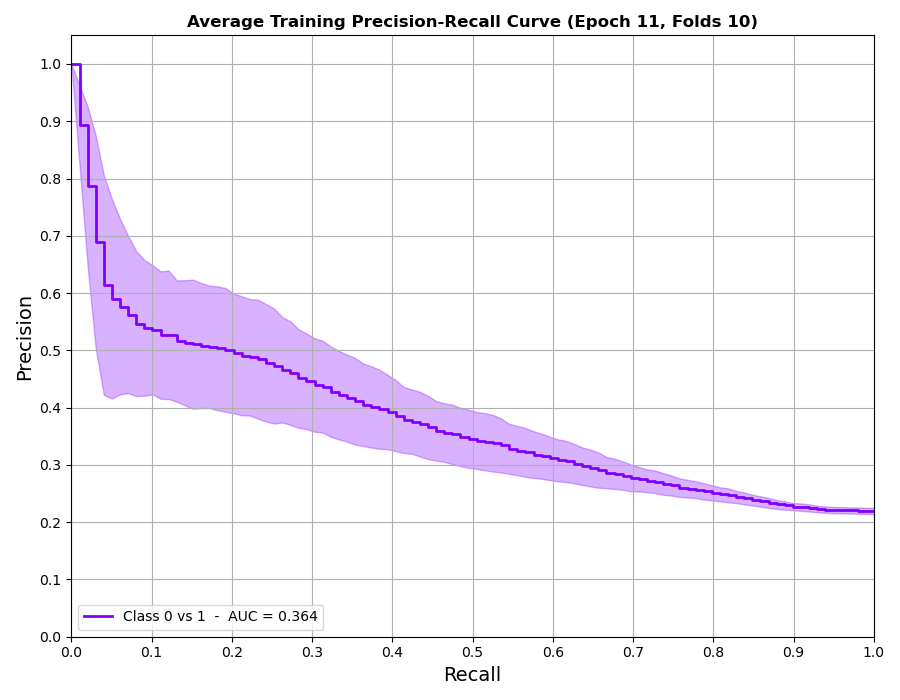 Average Training Precision-Recall Curve (Epoch 11, Folds 10)
Precision
1.0
0.9
0.8
0.7
0.6
0.5
0.4
0.3
0.2
0.1
0.0
Class 0 vs 1 - AUC = 0.364
0.0 0.1 0.2 0.3 0.4 0.5 0.6 0.7 0.8 0.9 1.0
Recall